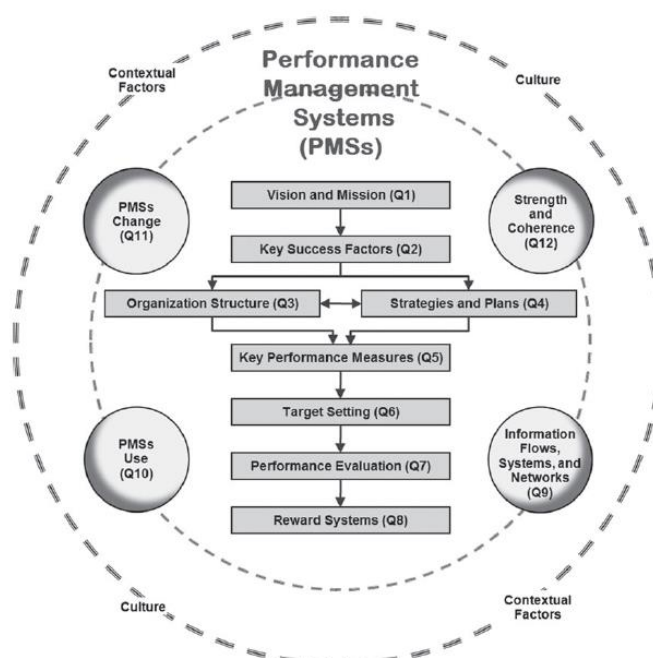 Performance
Management
Systems
(PMSs)
Contextual
Factors
Culture
PMSs
Change
(Q11)
Strength
and
Coherence
(Q12)
Vision and Mission (Q1)
Key Success Factors (Q2)
Organization Structure (Q3)
Strategies and Plans (Q4)
Key Performance Measures (Q5)
Target Setting (Q6)
Performance Evaluation (Q7)
Reward Systems (Q8)
PMSs
Use
(Q10)
Information
Flows,
Systems, and
Networks
(Q9)
Culture
Contextual
Factors